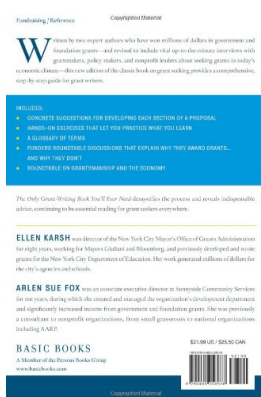 Copyrighted Material
Fundraising / Reference
Written by two expert authors who have won millions of dollars in government and
foundation grants—and revised to include vital up-to-the-minute interviews with
grantmakers, policy makers, and nonprofit leaders about seeking grants in today's
economic climate—this new edition of the classic book on grant seeking provides a comprehensive,
step-by-step guide for grant writers.
INCLUDES:
CONCRETE SUGGESTIONS FOR DEVELOPING EACH SECTION OF A PROPOSAL
HANDS-ON EXERCISES THAT LET YOU PRACTICE WHAT YOU LEARN
A GLOSSARY OF TERMS
FUNDERS ROUNDTABLE DISCUSSIONS THAT EXPLAIN WHY THEY AWARD GRANTS...
AND WHY THEY DON'T
ROUNDTABLE ON GRANTSMANSHIP AND THE ECONOMY
The Only Grant-Writing Book You'll Ever Need demystifies the process and reveals indispensable
advice, continuing to be essential reading for grant seekers everywhere.
ELLEN KARSH was director of the New York City Mayor's Office of Grants Administration
for eight years, working for Mayors Giuliani and Bloomberg, and previously developed and wrote
grants for the New York City Department of Education. Her work generated millions of dollars for
the city's agencies and schools.
ARLEN SUE FOX was an associate executive director at Sunnyside Community Services
for ten years, during which she created and managed the organization's development department
and significantly increased income from government and foundation grants. She was previously
a consultant to nonprofit organizations, from small grassroots to national organizations
including AARP.
BASIC BOOKS
A Member of the Perseus Books Group
www.basicbooks.com
$21.99 US / $25.50 CAN
Copyrighted Material